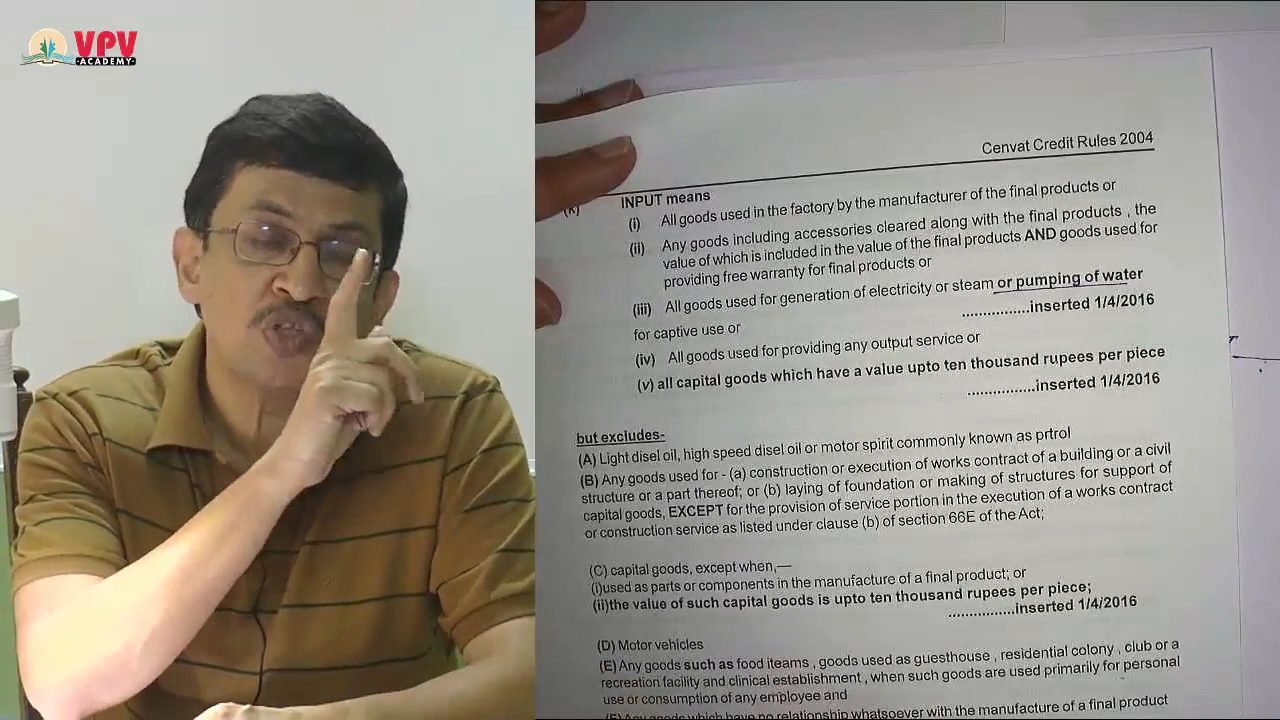 VPV
ACADEMY
Cenvat Credit Rules 2004
(k) INPUT means
(i) All goods used in the factory by the manufacturer of the final products or
(ii) Any goods including accessories cleared along with the final products , the
value of which is included in the value of the final products AND goods used for
providing free warranty for final products or
(iii) All goods used for generation of electricity or steam or pumping of water
................inserted 1/4/2016
for captive use or
(iv) All goods used for providing any output service or
(v) all capital goods which have a value upto ten thousand rupees per piece
................inserted 1/4/2016
but excludes-
(A) Light disel oil, high speed disel oil or motor spirit commonly known as prtrol
(B) Any goods used for - (a) construction or execution of works contract of a building or a civil
structure or a part thereof; or (b) laying of foundation or making of structures for support of
capital goods, EXCEPT for the provision of service portion in the execution of a works contract
or construction service as listed under clause (b) of section 66E of the Act;
(C) capital goods, except when,—
(i)used as parts or components in the manufacture of a final product; or
(ii)the value of such capital goods is upto ten thousand rupees per piece;
................inserted 1/4/2016
(D) Motor vehicles
(E) Any goods such as food iteams , goods used as guesthouse , residential colony , club or a
recreation facility and clinical establishment , when such goods are used primarily for personal
use or consumption of any employee and
(F) Any goods which have no relationship whatsoever with the manufacture of a final product